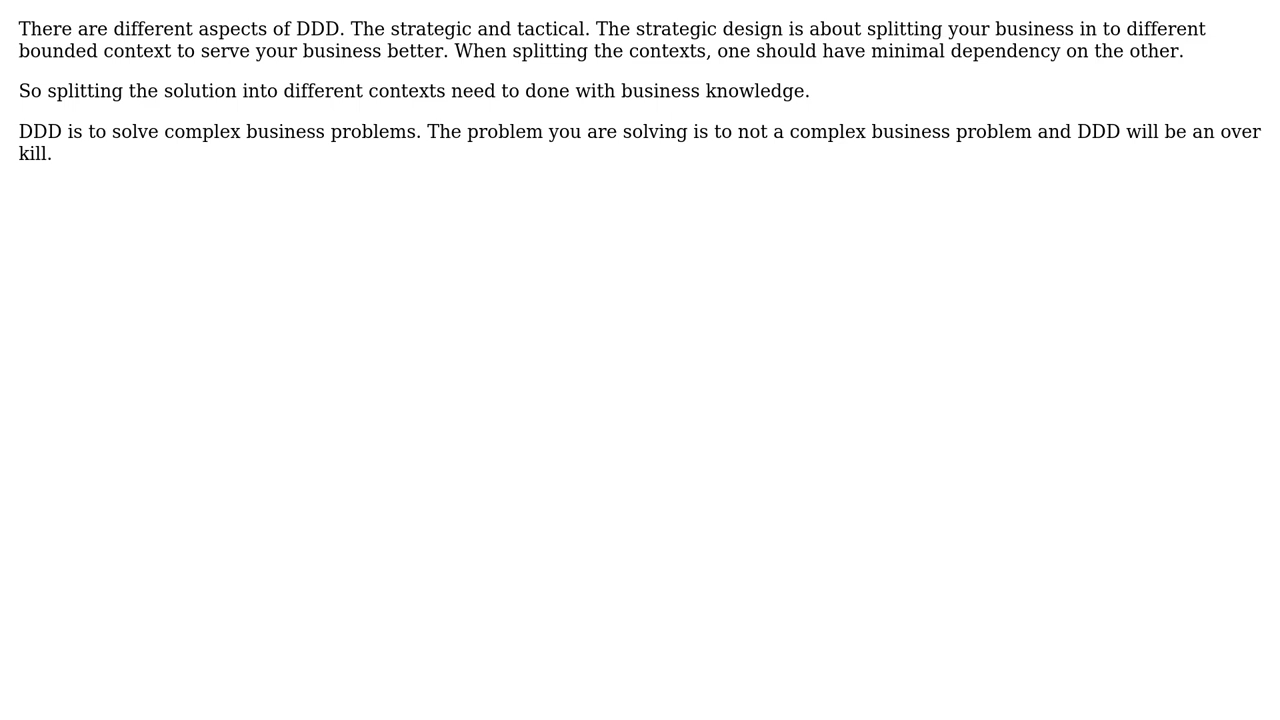 There are different aspects of DDD. The strategic and tactical. The strategic design is about splitting your business in to different
bounded context to serve your business better. When splitting the contexts, one should have minimal dependency on the other.
So splitting the solution into different contexts need to done with business knowledge.
DDD is to solve complex business problems. The problem you are solving is to not a complex business problem and DDD will be an over
kill.